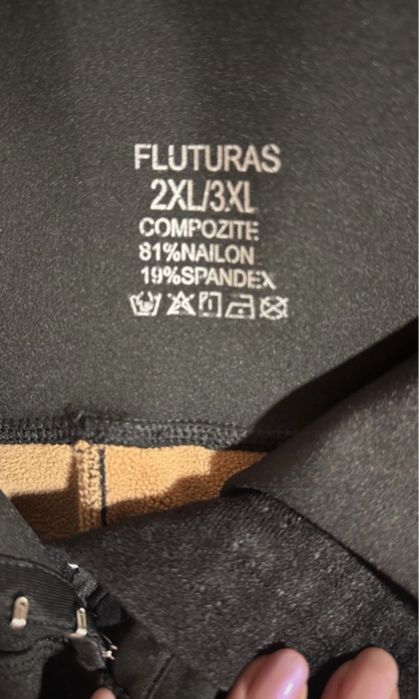 FLUTURAS
2XL/3XL
COMPOZITE
81%NAILON
19%SPANDEX